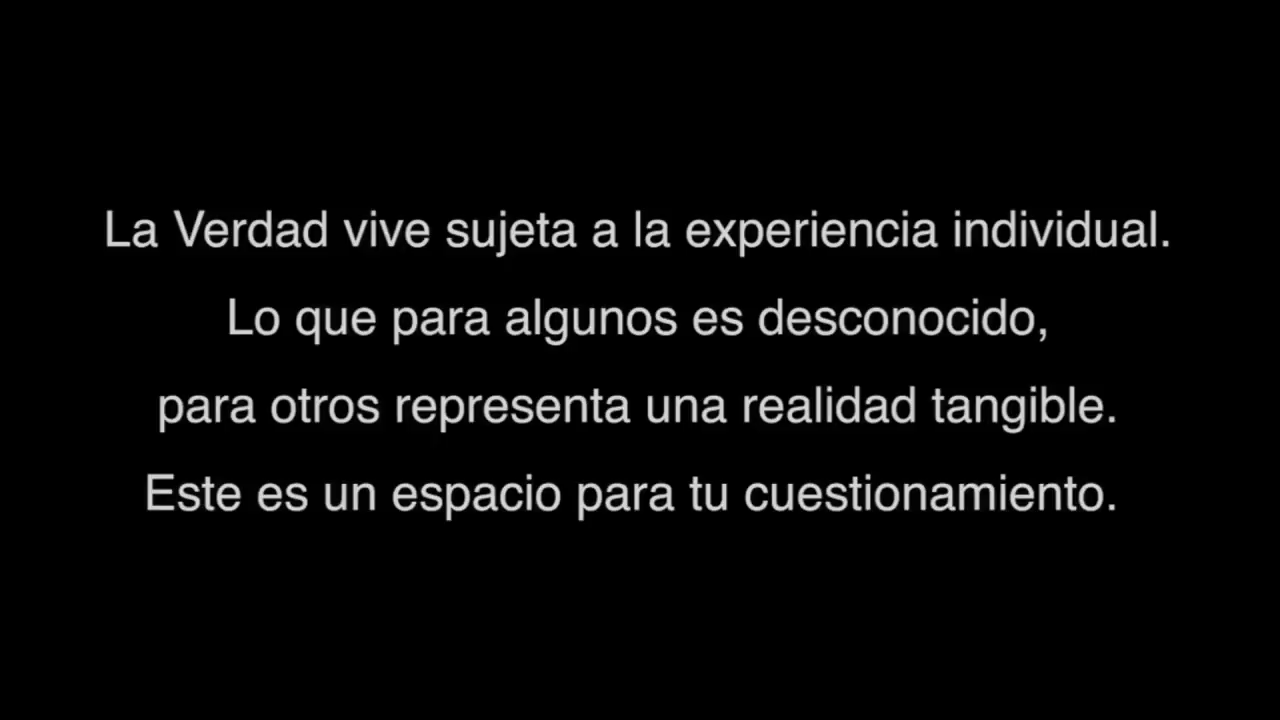 La Verdad vive sujeta a la experiencia individual.
Lo que para algunos es desconocido,
para otros representa una realidad tangible.
Este es un espacio para tu cuestionamiento.